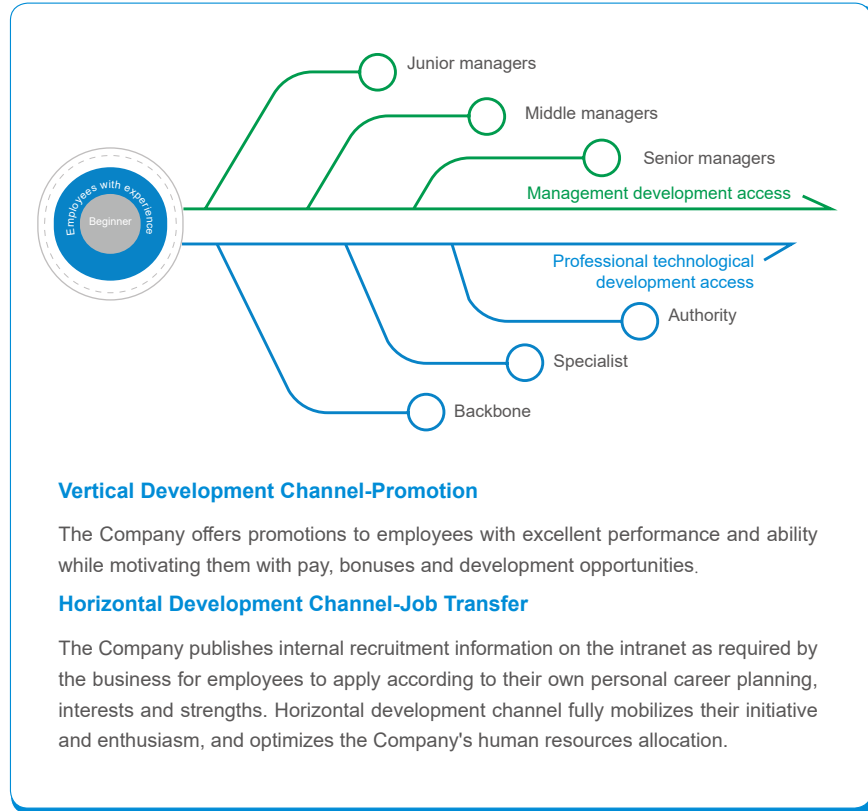 Junior managers
Middle managers
Senior managers
Management development access
Employees with experience
Beginner
Professional technological
development access
Authority
Specialist
Backbone
Vertical Development Channel-Promotion
The Company offers promotions to employees with excellent performance and ability
while motivating them with pay, bonuses and development opportunities.
Horizontal Development Channel-Job Transfer
The Company publishes internal recruitment information on the intranet as required by
the business for employees to apply according to their own personal career planning,
interests and strengths. Horizontal development channel fully mobilizes their initiative
and enthusiasm, and optimizes the Company's human resources allocation.